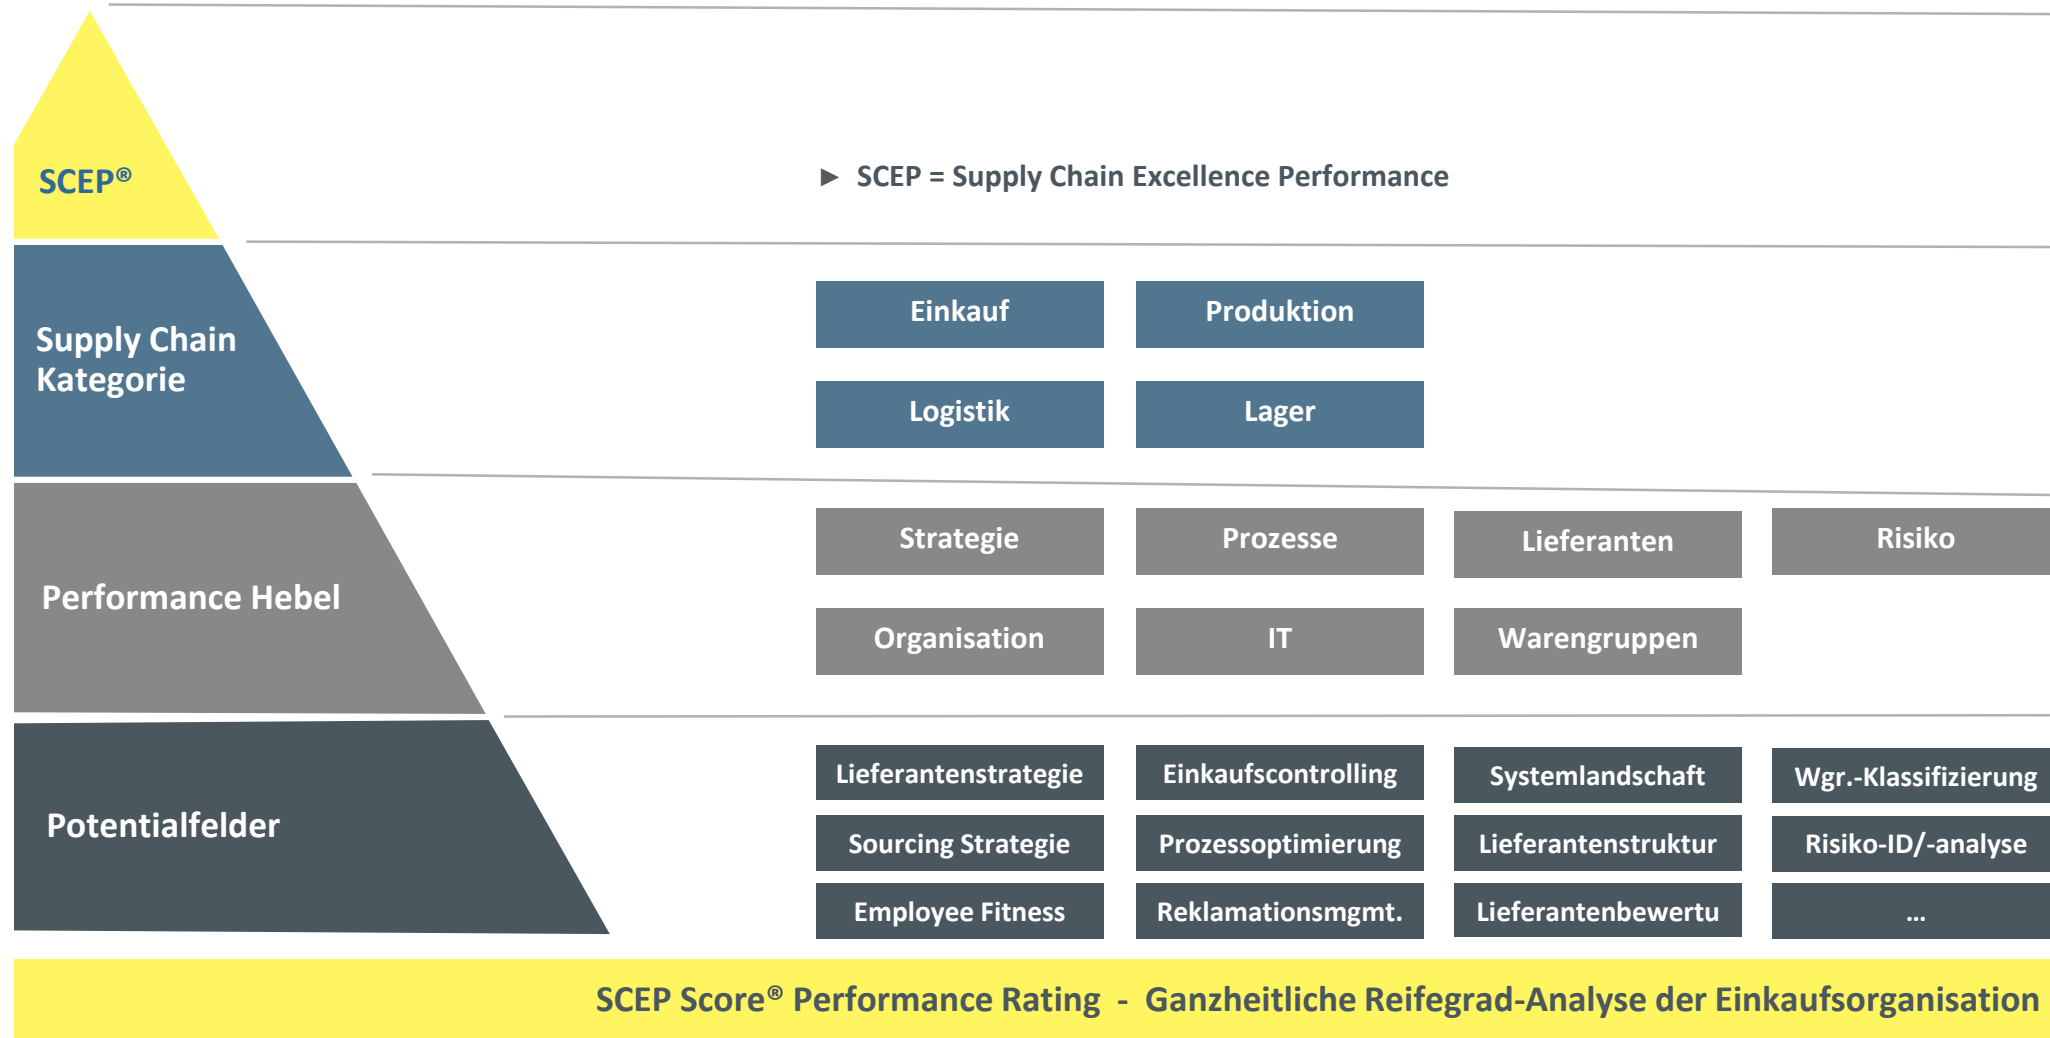 SCEP®
► SCEP = Supply Chain Excellence Performance
Supply Chain
Kategorie
Einkauf
Produktion
Logistik
Lager
Performance Hebel
Strategie
Prozesse
Lieferanten
Risiko
Organisation
IT
Warengruppen
Potentialfelder
Lieferantenstrategie
Einkaufscontrolling
Systemlandschaft
Wgr.-Klassifizierung
Sourcing Strategie
Prozessoptimierung
Lieferantenstruktur
Risiko-ID/-analyse
Employee Fitness
Reklamationsmgmt.
Lieferantenbewertu
...
SCEP Score® Performance Rating - Ganzheitliche Reifegrad-Analyse der Einkaufsorganisation